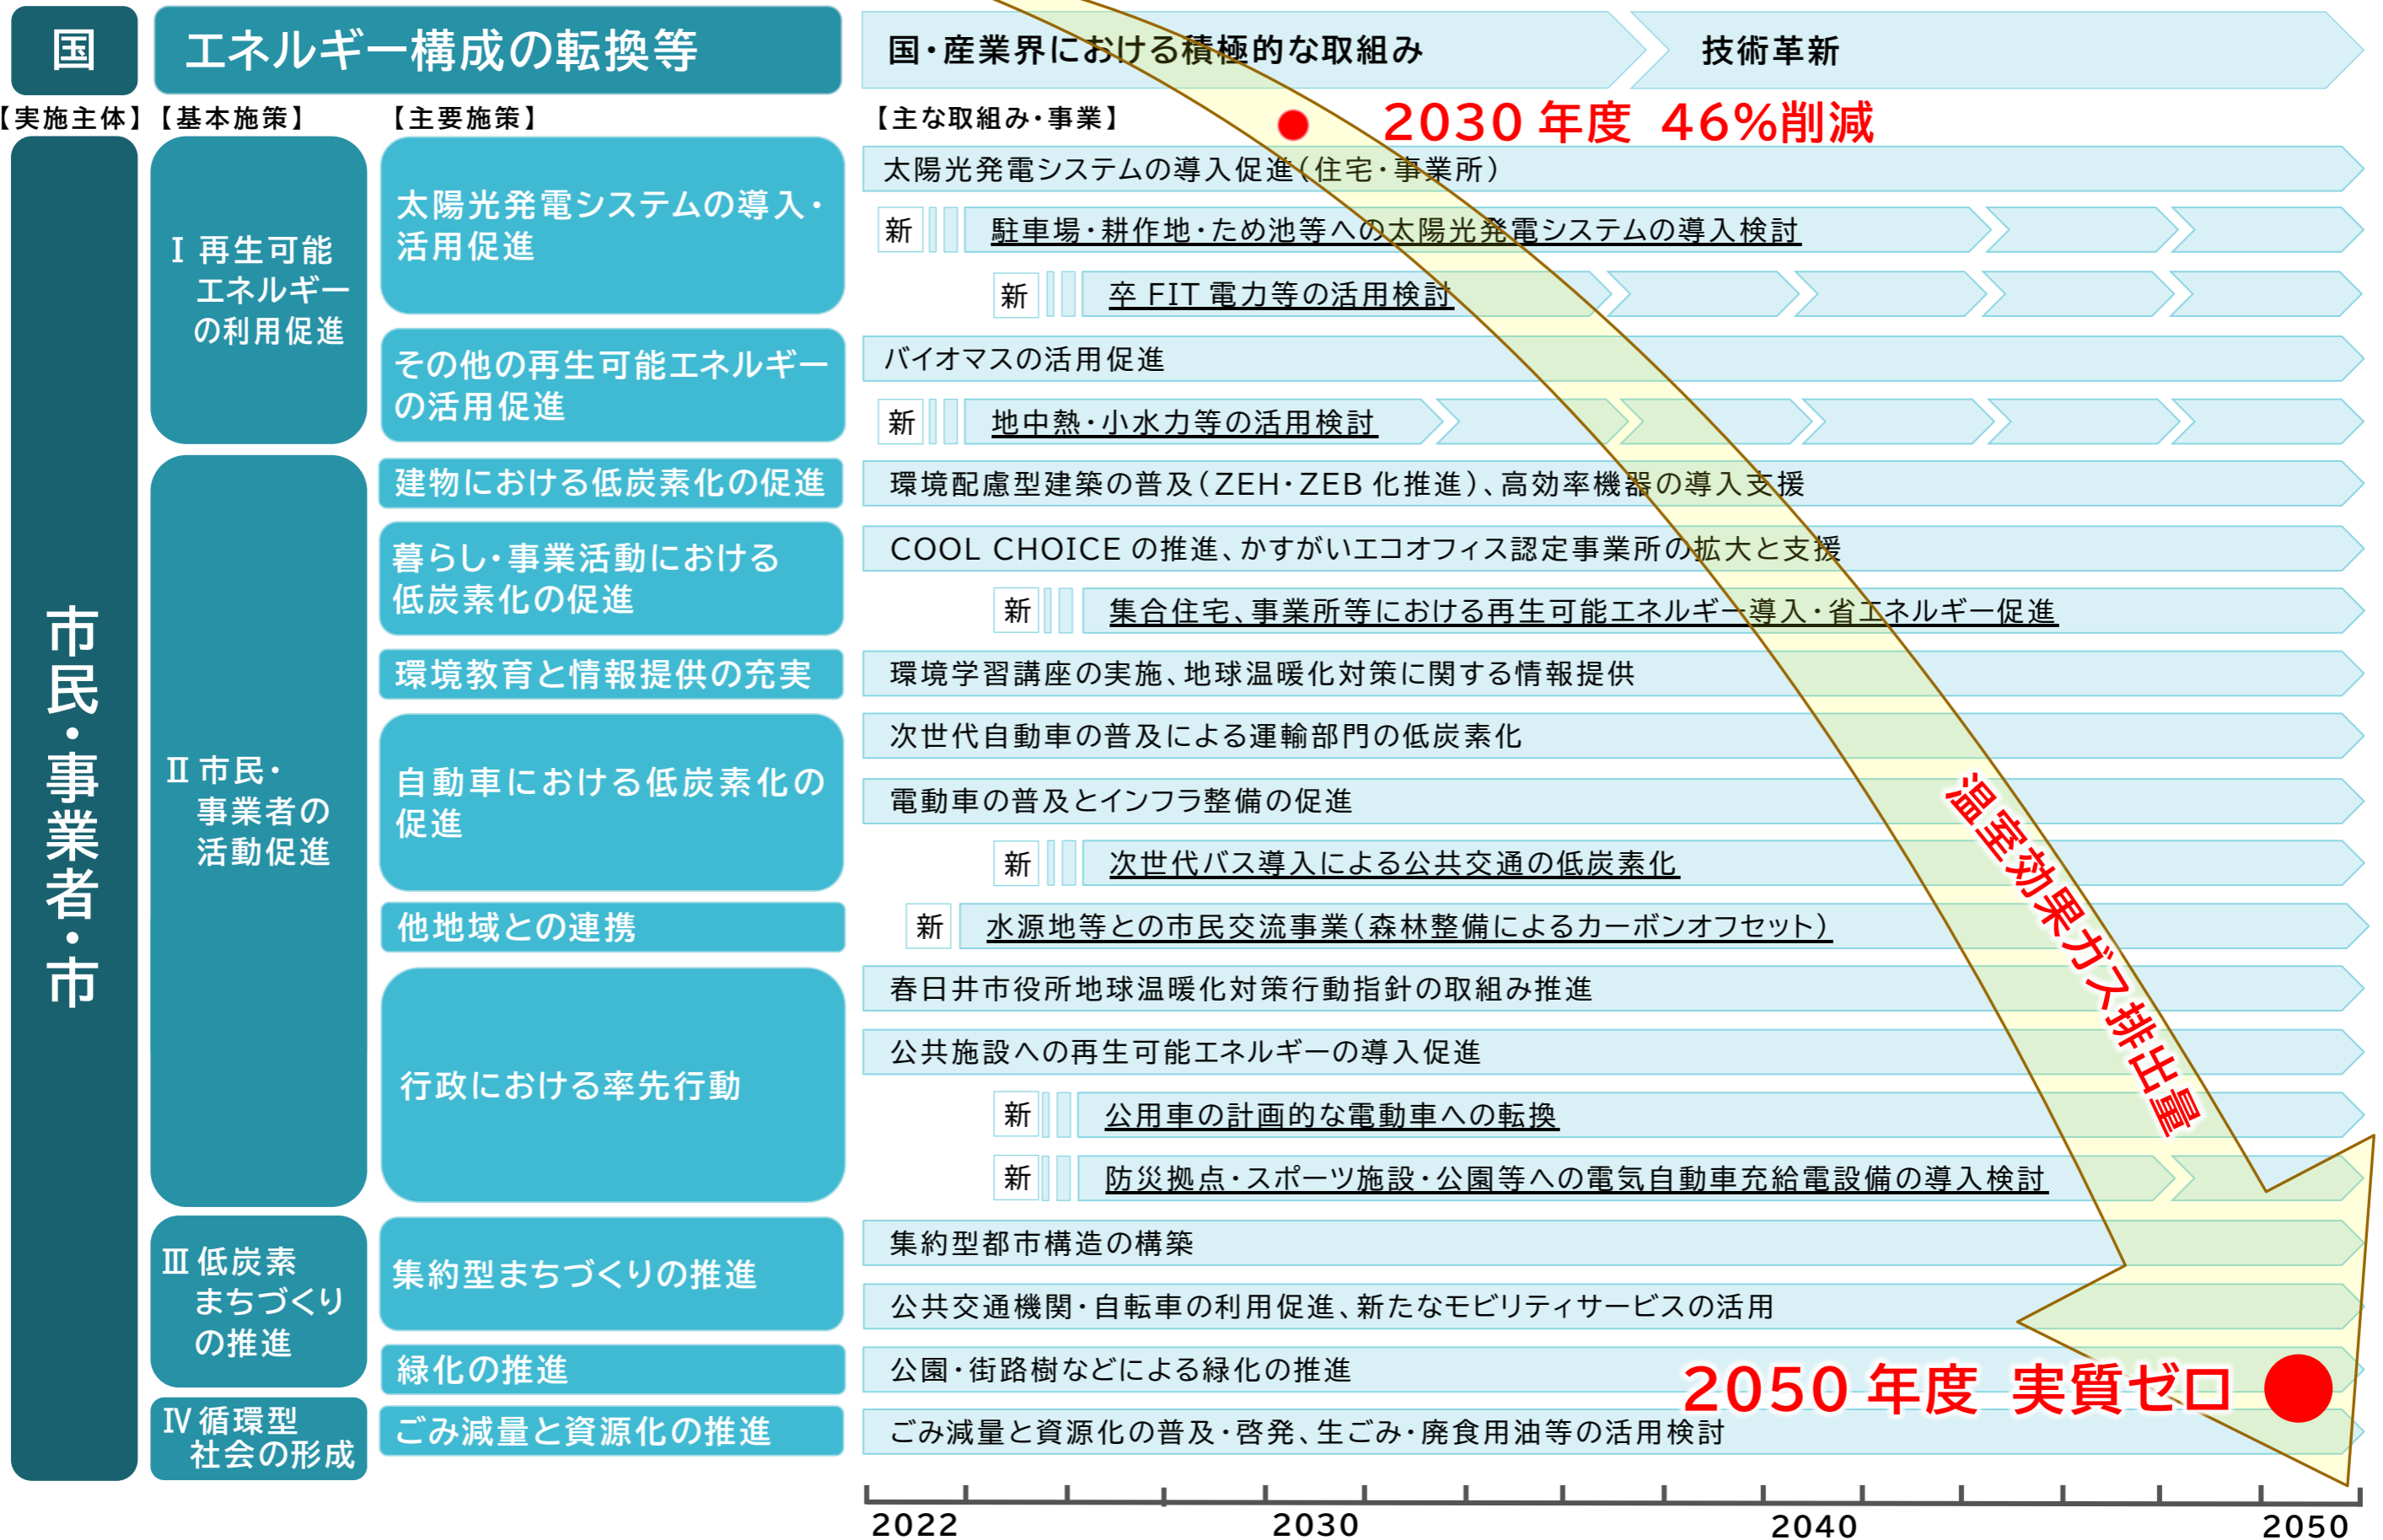 国
エネルギー構成の転換等
国・産業界における積極的な取組み
技術革新
【実施主体】
【基本施策】
【主要施策】
【主な取組み・事業】
2030 年度 46%削減
市民・事業者・市
Ⅰ 再生可能
エネルギー
の利用促進
太陽光発電システムの導入・
活用促進
太陽光発電システムの導入促進(住宅・事業所)
新
駐車場・耕作地・ため池等への太陽光発電システムの導入検討
新
卒 FIT 電力等の活用検討
その他の再生可能エネルギー
の活用促進
バイオマスの活用促進
新
地中熱・小水力等の活用検討
Ⅱ 市民・
事業者の
活動促進
建物における低炭素化の促進
環境配慮型建築の普及(ZEH・ZEB 化推進)、高効率機器の導入支援
暮らし・事業活動における
低炭素化の促進
COOL CHOICE の推進、かすがいエコオフィス認定事業所の拡大と支援
新
集合住宅、事業所等における再生可能エネルギー導入・省エネルギー促進
環境教育と情報提供の充実
環境学習講座の実施、地球温暖化対策に関する情報提供
自動車における低炭素化の
促進
次世代自動車の普及による運輸部門の低炭素化
電動車の普及とインフラ整備の促進
新
次世代バス導入による公共交通の低炭素化
他地域との連携
新
水源地等との市民交流事業(森林整備によるカーボンオフセット)
行政における率先行動
春日井市役所地球温暖化対策行動指針の取組み推進
公共施設への再生可能エネルギーの導入促進
新
公用車の計画的な電動車への転換
新
防災拠点・スポーツ施設・公園等への電気自動車充給電設備の導入検討
温室効果ガス排出量
Ⅲ 低炭素
まちづくり
の推進
集約型まちづくりの推進
集約型都市構造の構築
公共交通機関・自転車の利用促進、新たなモビリティサービスの活用
緑化の推進
公園・街路樹などによる緑化の推進
2050 年度 実質ゼロ
Ⅳ 循環型
社会の形成
ごみ減量と資源化の推進
ごみ減量と資源化の普及・啓発、生ごみ・廃食用油等の活用検討
2022
2030
2040
2050